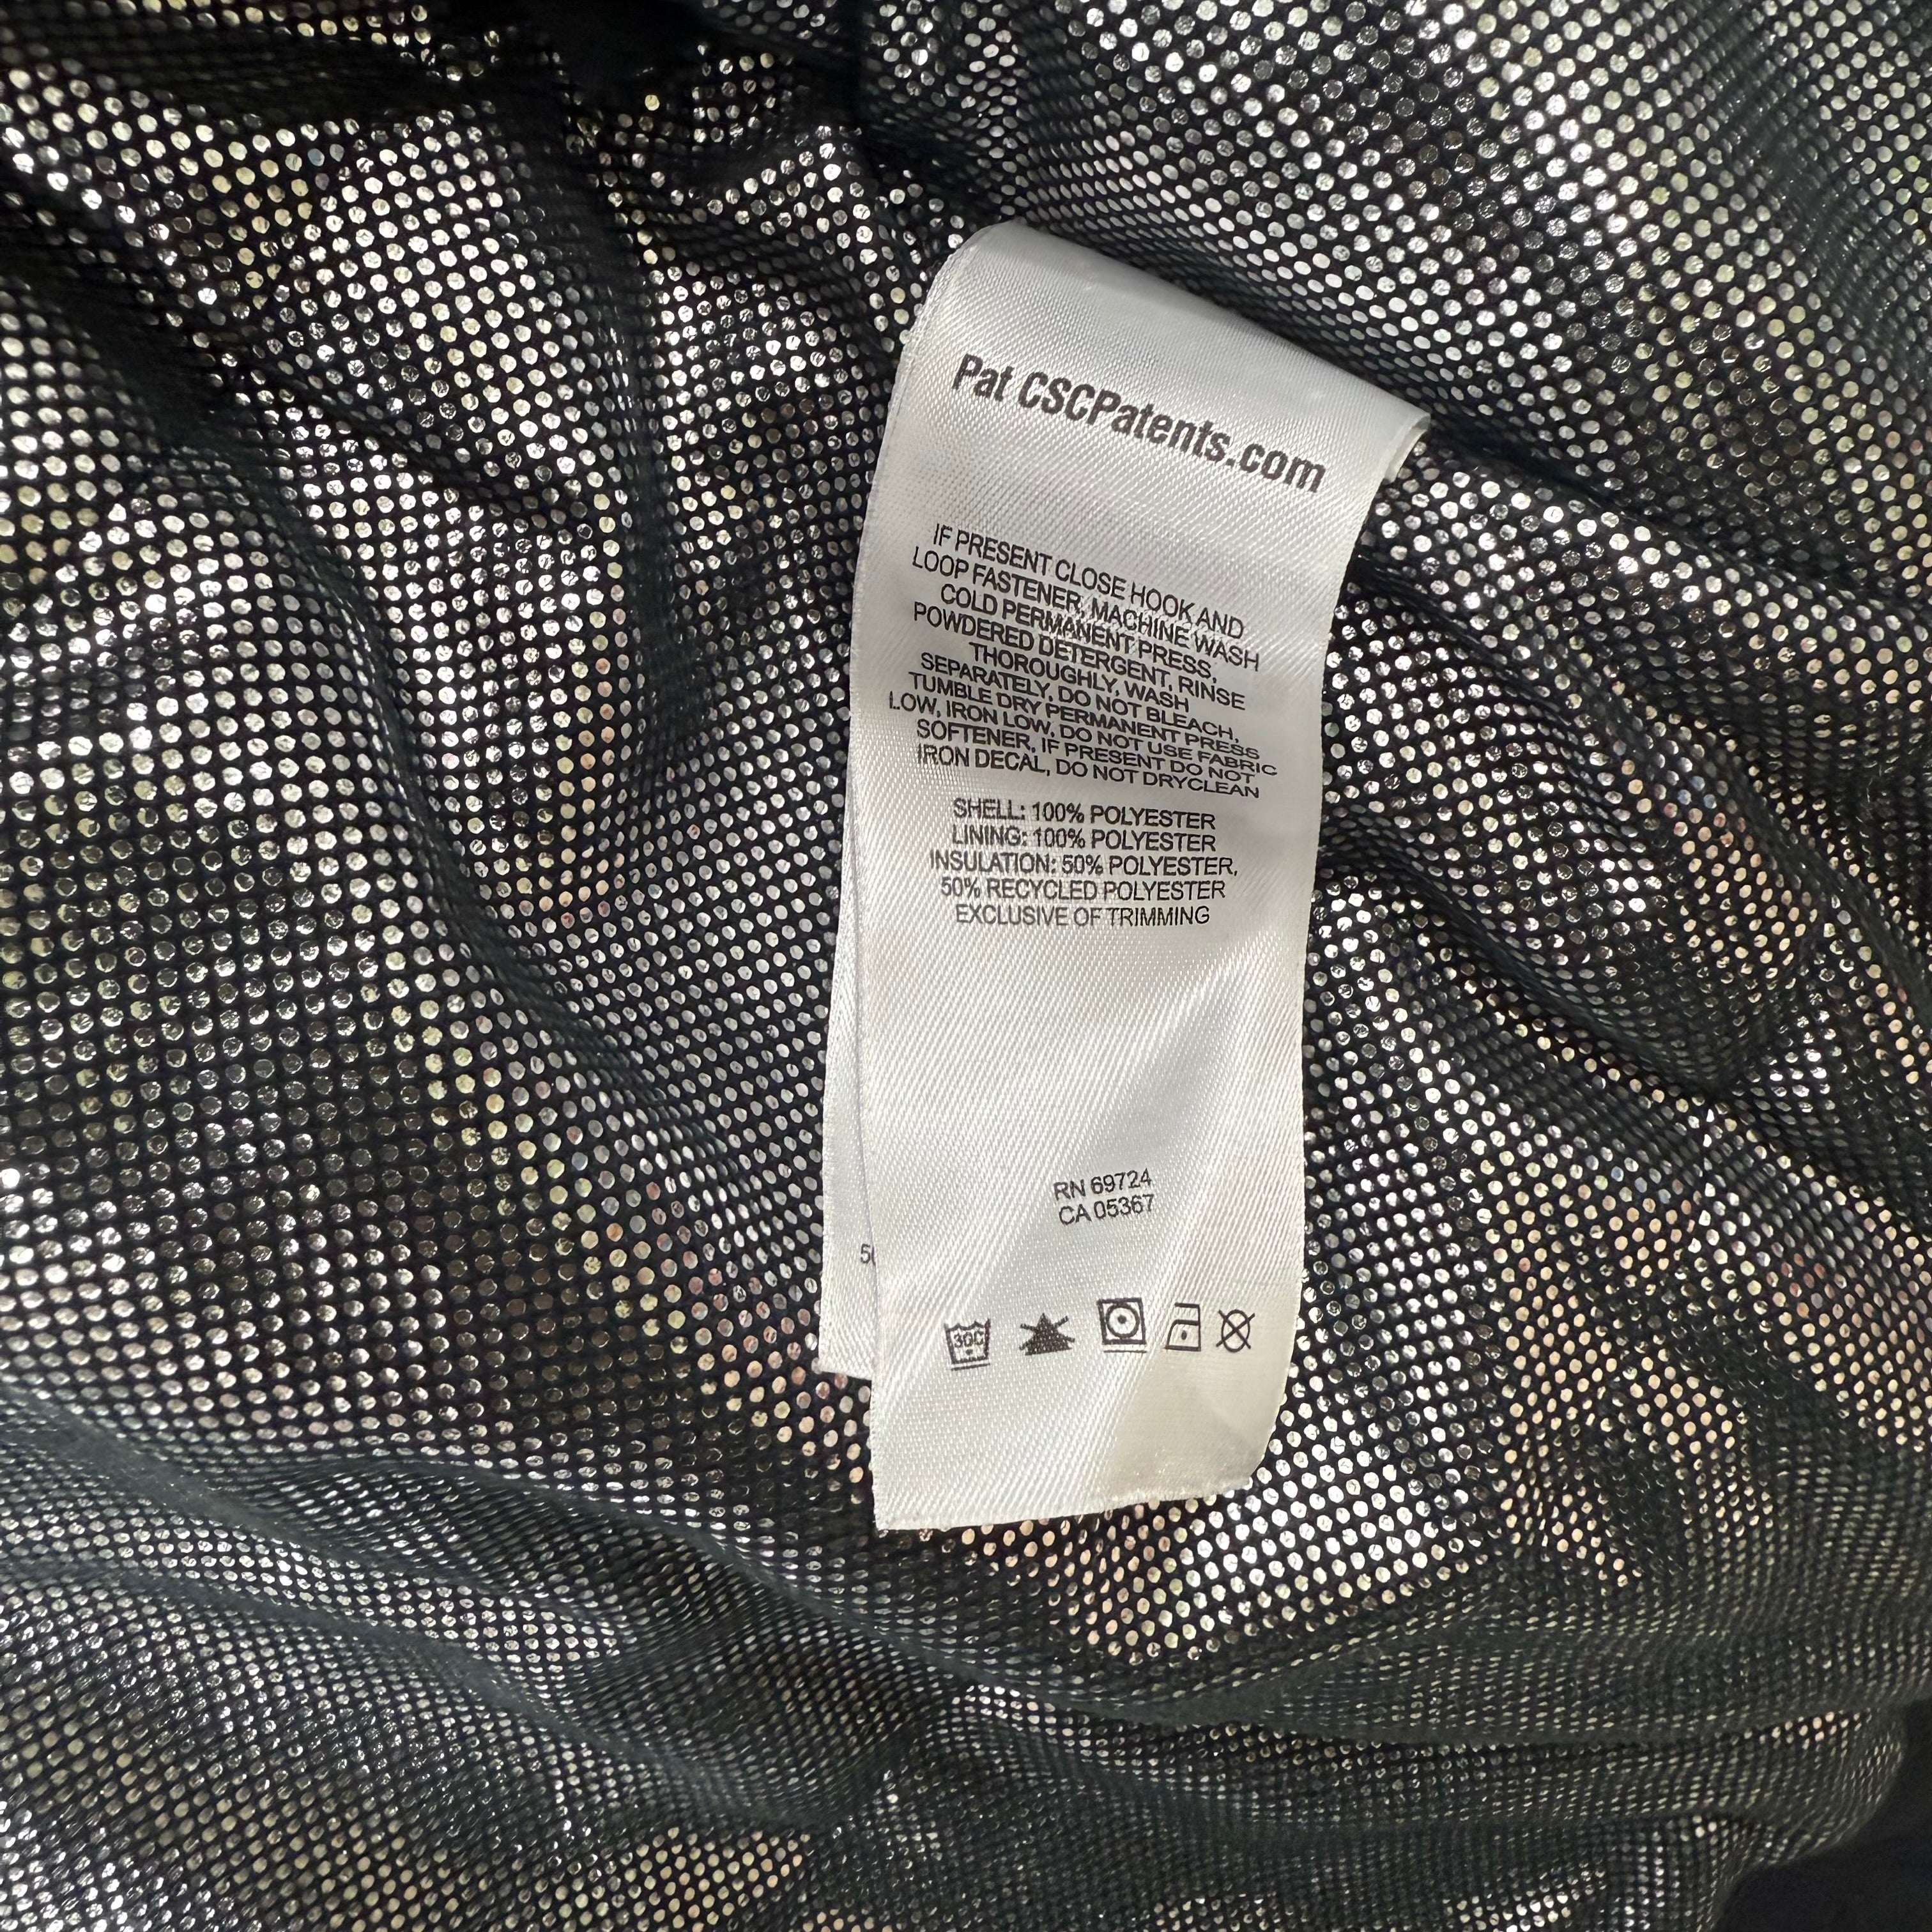 Pat CSCPatents.com
IF PRESENT CLOSE HOOK AND
LOOP FASTENER, MACHINE WASH
COLD PERMANENT PRESS,
POWDERED DETERGENT, RINSE
THOROUGHLY, WASH
SEPARATELY, DO NOT BLEACH,
TUMBLE DRY PERMANENT PRESS
LOW, IRON LOW, DO NOT USE FABRIC
SOFTENER, IF PRESENT DO NOT
IRON DECAL, DO NOT DRYCLEAN
SHELL: 100% POLYESTER
LINING: 100% POLYESTER
INSULATION: 50% POLYESTER,
50% RECYCLED POLYESTER
EXCLUSIVE OF TRIMMING
RN 69724
CA 05367
30C